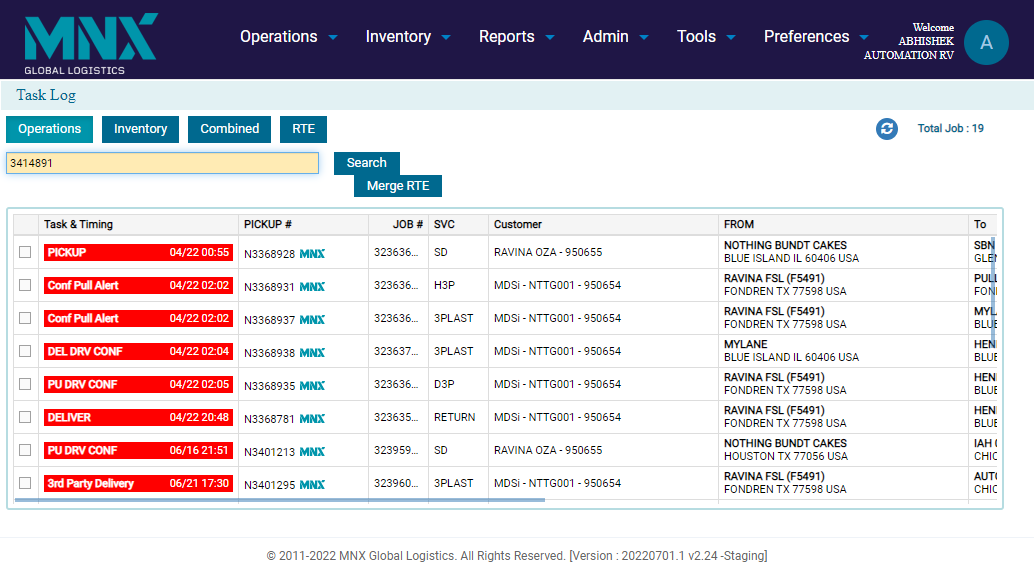 MNX
GLOBAL LOGISTICS
Operations Inventory Reports Admin Tools Preferences
Welcome
ABHISHEK
AUTOMATION RV
A
Task Log
Operations Inventory Combined RTE
Total Job : 19
3414891
Search
Merge RTE
Task & Timing PICKUP # JOB # SVC Customer FROM To
PICKUP 04/22 00:55 N3368928 MNX 323636... SD RAVINA OZA - 950655 NOTHING BUNDT CAKES SBN
BLUE ISLAND IL 60406 USA GLEN
Conf Pull Alert 04/22 02:02 N3368931 MNX 323636... H3P MDSi - NTTG001 - 950654 RAVINA FSL (F5491) PULL
FONDREN TX 77598 USA FON
Conf Pull Alert 04/22 02:02 N3368937 MNX 323636... 3PLAST MDSi - NTTG001 - 950654 RAVINA FSL (F5491) MYL
FONDREN TX 77598 USA BLUE
DEL DRV CONF 04/22 02:04 N3368938 MNX 323637... 3PLAST MDSi - NTTG001 - 950654 MYLANE HEN
BLUE ISLAND IL 60406 USA BLUE
PU DRV CONF 04/22 02:05 N3368935 MNX 323636... D3P MDSi - NTTG001 - 950654 RAVINA FSL (F5491) HEN
FONDREN TX 77598 USA BLUE
DELIVER 04/22 20:48 N3368781 MNX 323635... RETURN MDSi - NTTG001 - 950654 RAVINA FSL (F5491) HEN
FONDREN TX 77598 USA BLUE
PU DRV CONF 06/16 21:51 N3401213 MNX 323959... SD RAVINA OZA - 950655 NOTHING BUNDT CAKES IAH
HOUSTON TX 77056 USA CHIC
3rd Party Delivery 06/21 17:30 N3401295 MNX 323960... 3PLAST MDSi - NTTG001 - 950654 RAVINA FSL (F5491) AUT
FONDREN TX 77598 USA CHIC
© 2011-2022 MNX Global Logistics. All Rights Reserved. [Version : 20220701.1 v2.24 -Staging]